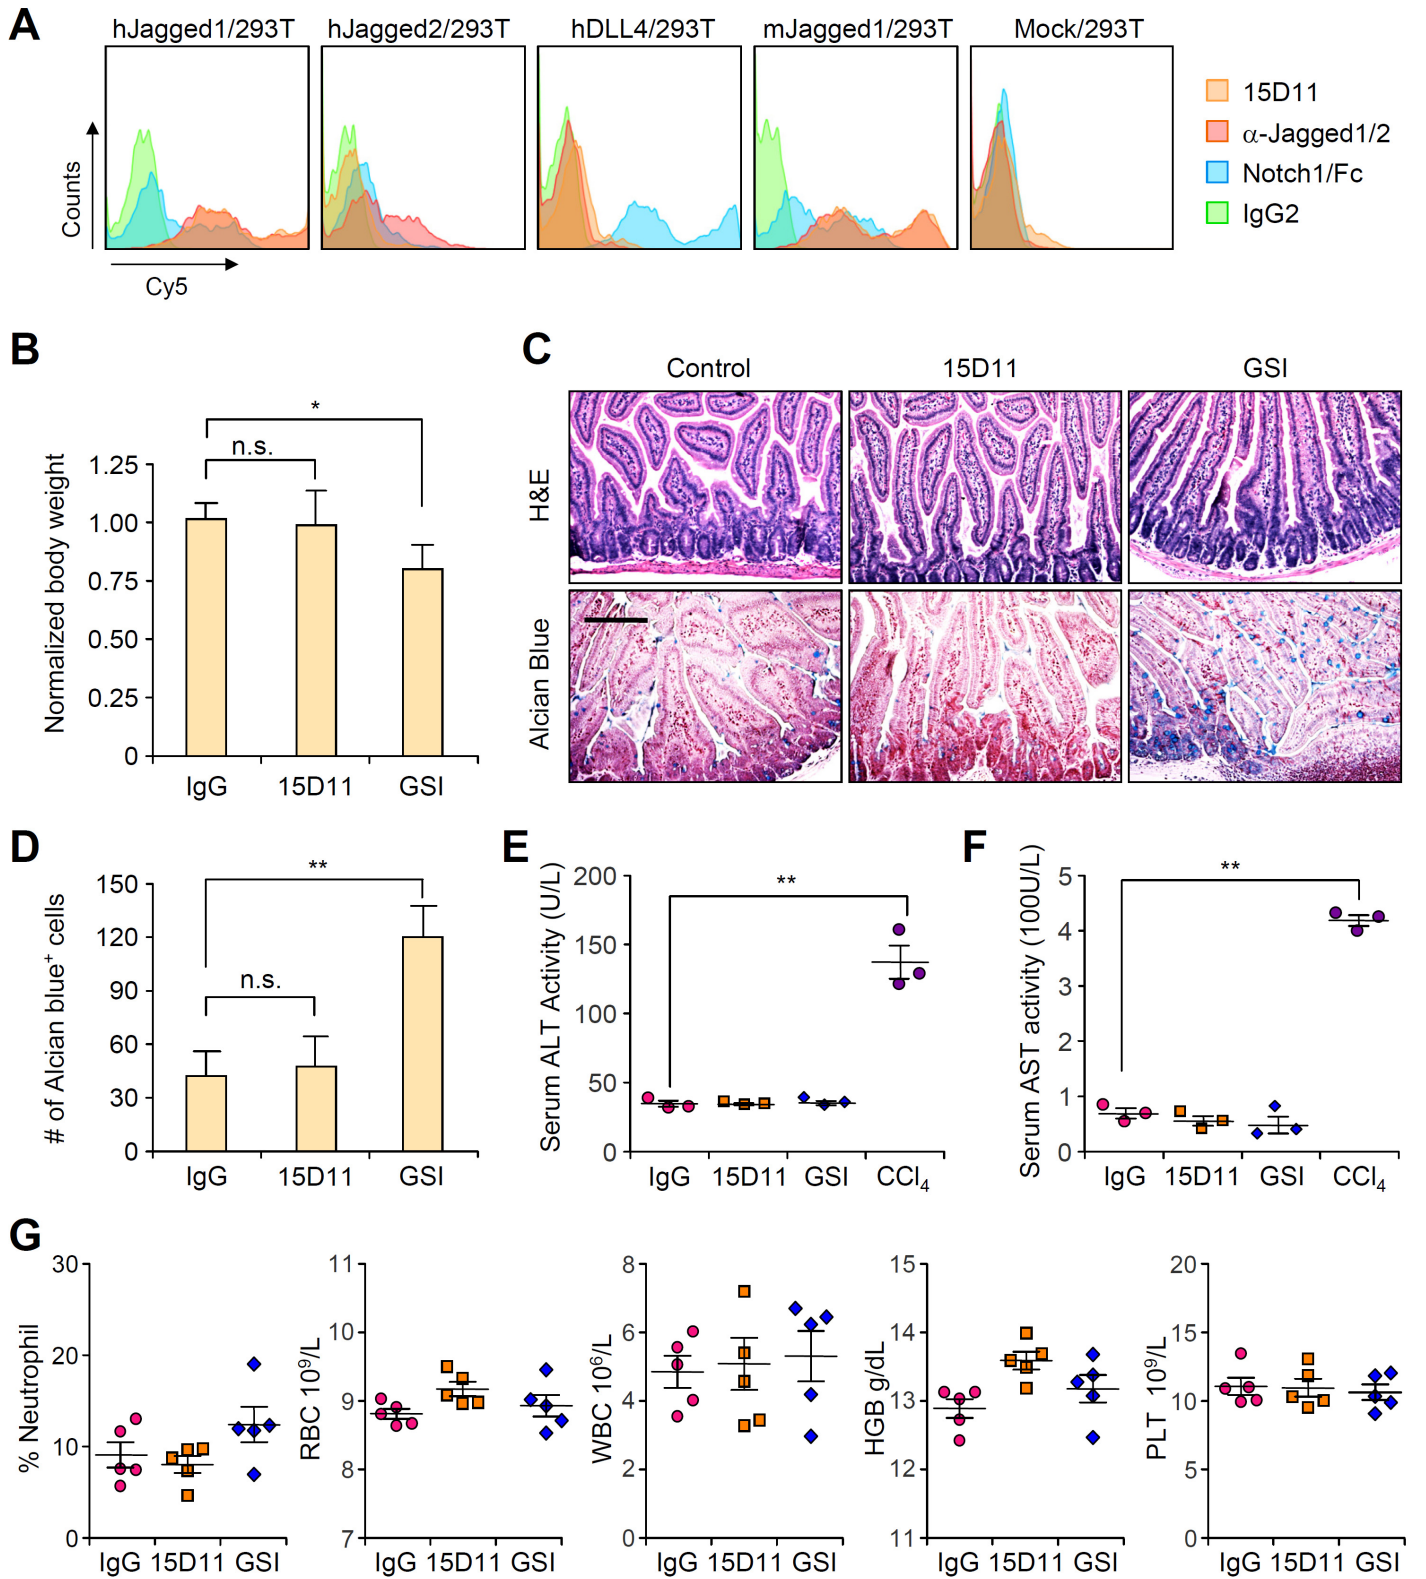 A
hJagged1/293T hJagged2/293T hDLL4/293T mJagged1/293T Mock/293T
Counts
Cy5
15D11
α-Jagged1/2
Notch1/Fc
IgG2
B
Normalized body weight
1.25
1.00
0.75
0.50
0.25
0
*
n.s.
IgG 15D11 GSI
C
Control 15D11 GSI
H&E
Alcian Blue
D
# of Alcian blue⁺ cells
150
120
90
60
30
0
**
n.s.
IgG 15D11 GSI
E
Serum ALT Activity (U/L)
200
150
100
50
0
**
IgG 15D11 GSI CCl₄
F
Serum AST activity (100U/L)
5
4
3
2
1
0
**
IgG 15D11 GSI CCl₄
G
% Neutrophil
30
20
10
0
IgG 15D11 GSI
RBC 10⁹/L
11
10
9
8
7
IgG 15D11 GSI
WBC 10⁶/L
8
6
4
2
0
IgG 15D11 GSI
HGB g/dL
15
14
13
12
11
IgG 15D11 GSI
PLT 10⁹/L
20
15
10
5
0
IgG 15D11 GSI